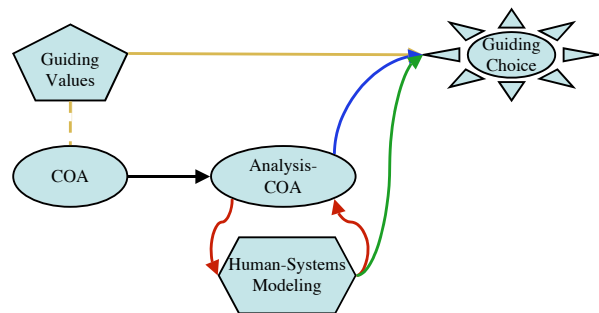 Guiding
Values
Guiding
Choice
COA
Analysis-
COA
Human-Systems
Modeling